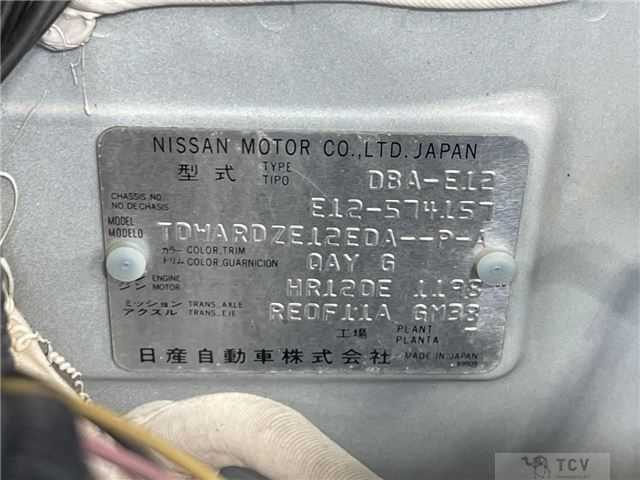 NISSAN MOTOR CO.,LTD. JAPAN
型式 TYPE TIPO DBA-E12
CHASSIS NO. NO. DE CHASIS E12-574157
MODEL MODELO TDWARDZE12EDA--P-A
カラー COLOR,TRIM
トリム COLOR,GUARNICION QAY G
ENGINE
ジン MOTOR HR12DE 1198
ミッション TRANS. AXLE
アクスル TRANS. EJE RE0F11A GM38
工場 PLANT PLANTA
日産自動車株式会社 MADE IN JAPAN
TCV